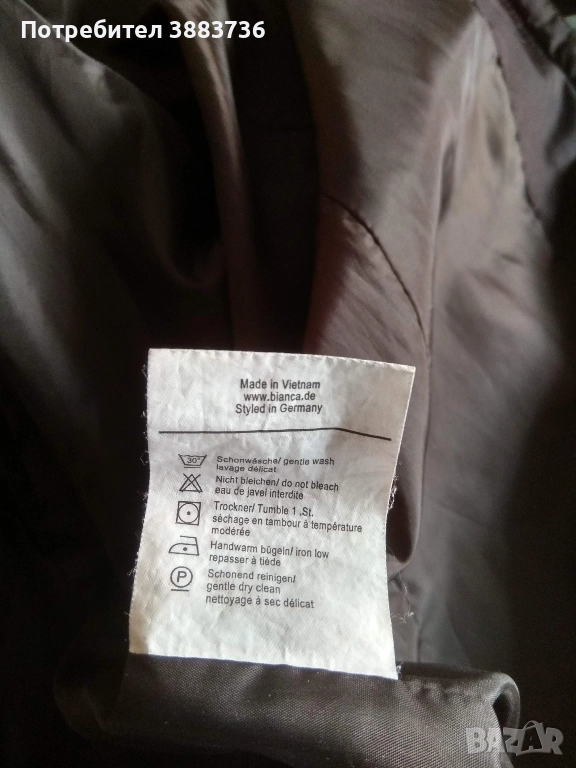 Потребител 3883736
Made in Vietnam
www.bianca.de
Styled in Germany
30°
Schonwäsche/ gentle wash
lavage délicat
Nicht bleichen/ do not bleach
eau de javel interdite
Trockner/ Tumble 1 .St.
séchage en tambour à température
modérée
Handwarm bügeln/ iron low
repasser à tiède
P
Schonend reinigen/
gentle dry clean
nettoyage à sec délicat
BAZAR